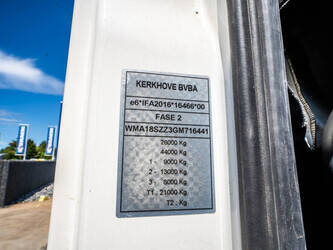 KERKHOVE BVBA
e6*IFA2016*16466*00
FASE 2
WMA18SZZ3GM716441
26000 Kg
44000 Kg
1 - 9000 Kg
2 - 13000 Kg
3 - 8000 Kg
T1. 21000 Kg
T2. Kg